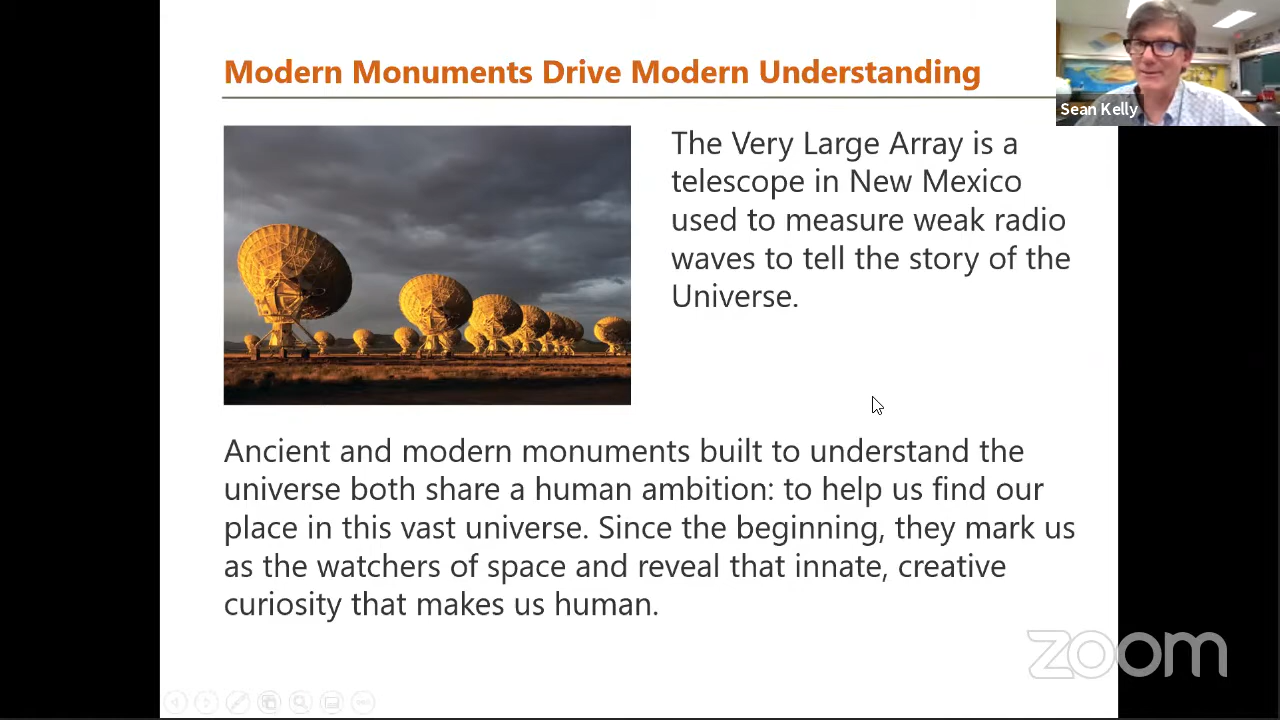 Modern Monuments Drive Modern Understanding
Sean Kelly
The Very Large Array is a
telescope in New Mexico
used to measure weak radio
waves to tell the story of the
Universe.
Ancient and modern monuments built to understand the
universe both share a human ambition: to help us find our
place in this vast universe. Since the beginning, they mark us
as the watchers of space and reveal that innate, creative
curiosity that makes us human.
zoom